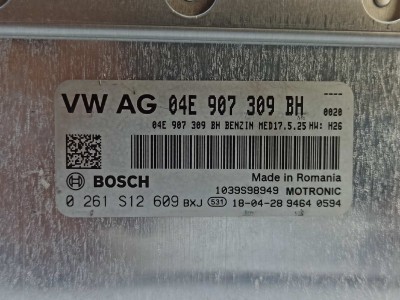 VW AG 04E 907 309 BH 0020
04E 907 309 BH BENZIN MED17.5.25 HW: H26
BOSCH
Made in Romania
1039S98949 MOTRONIC
0 261 S12 609 BXJ 531 18-04-28 9464 0594